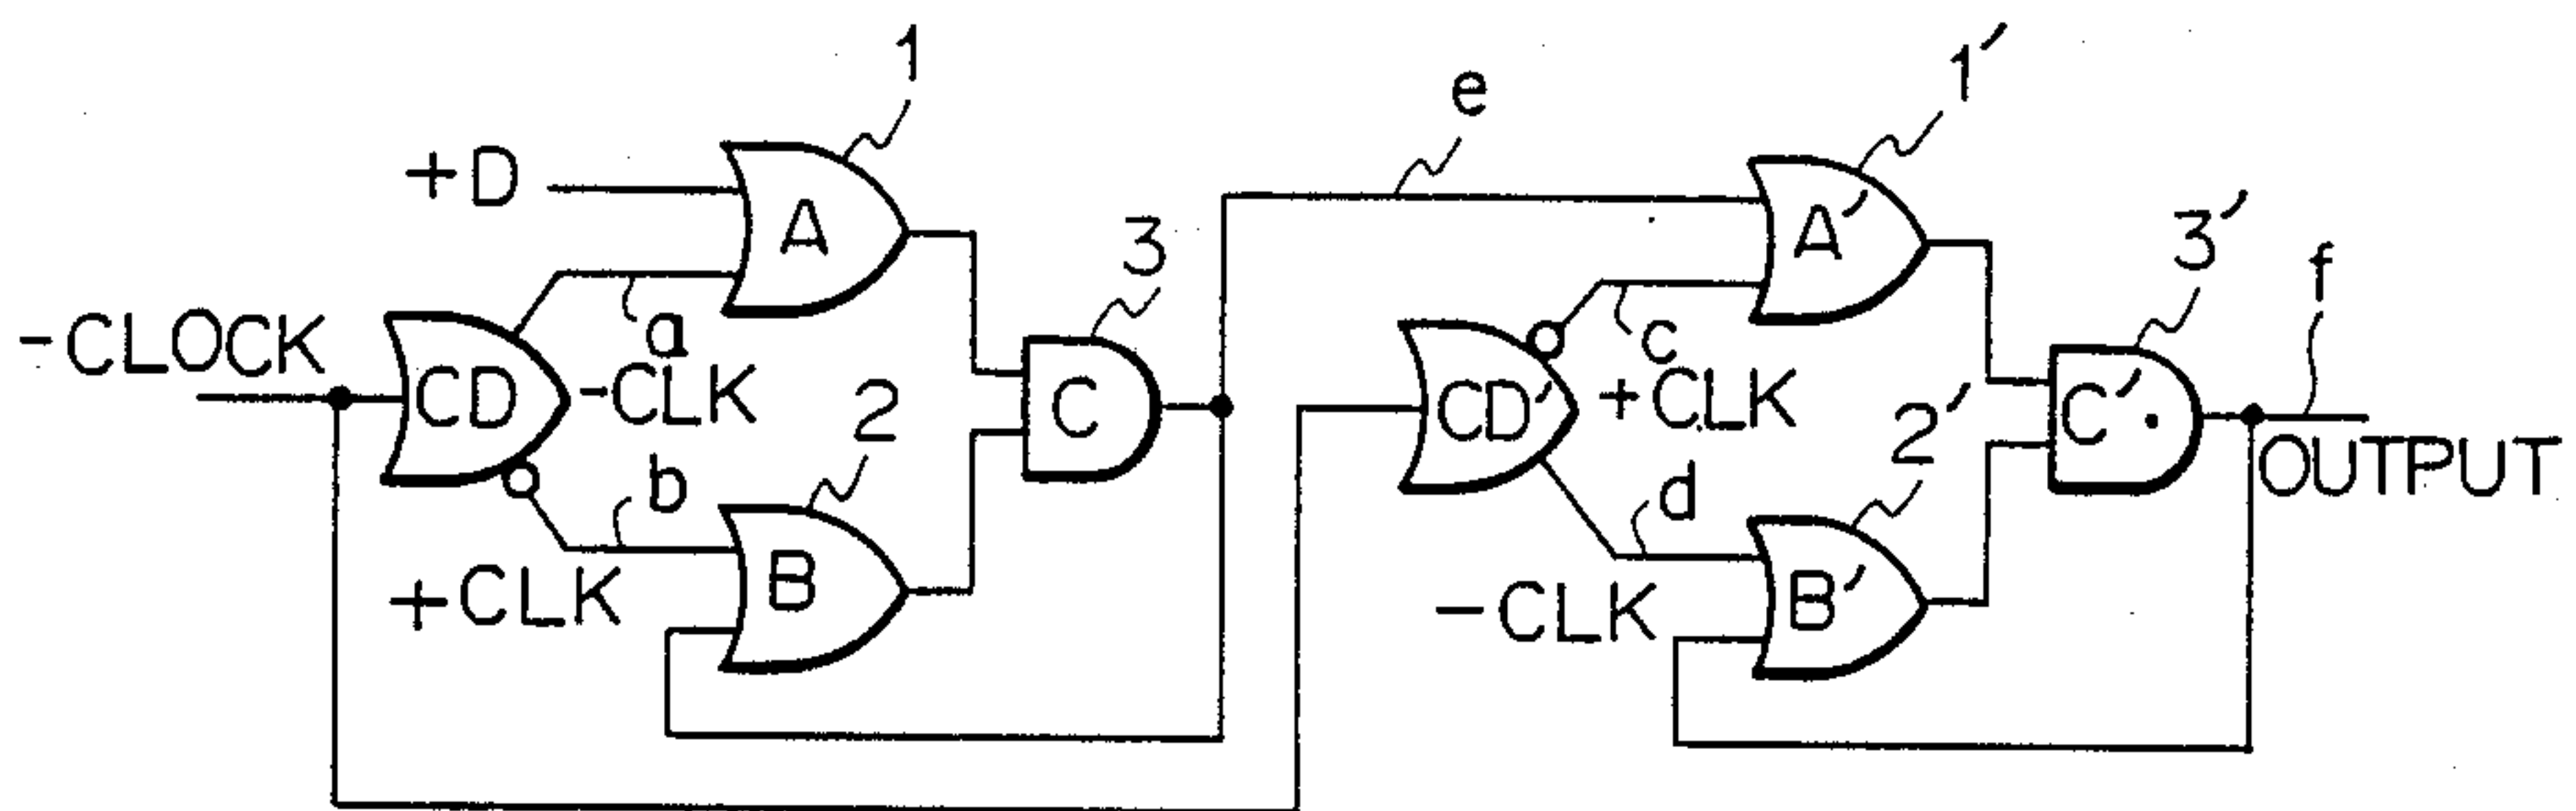 1
1′
e
+D
A
A′
3
3′
f
-CLOCK
a
c
CD
-CLK
CD′
+CLK
C
C′
2
2′
OUTPUT
b
d
+CLK
B
-CLK
B′